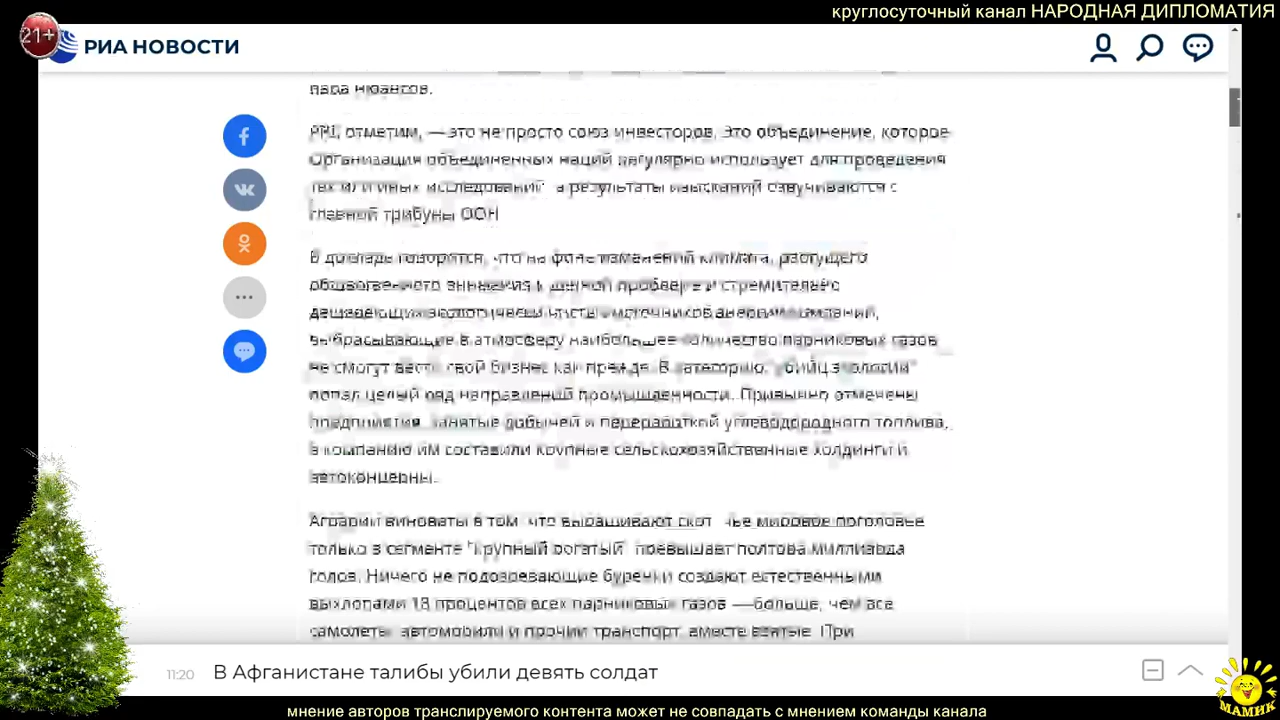 круглосуточный канал НАРОДНАЯ ДИПЛОМАТИЯ
21+
РИА НОВОСТИ
пара нюансов.
PRI, отметим, — это не просто союз инвесторов. Это объединение, которое
Организация объединенных наций регулярно использует для проведения
тех или иных исследований, а результаты изысканий озвучиваются с
главной трибуны ООН
В докладе говорится, что на фоне изменений климата, растущего
общественного внимания к данной проблеме и стремительно
дешевеющих экологически чистых источников энергии компании,
выбрасывающие в атмосферу наибольшее количество парниковых газов
не смогут вести свой бизнес как прежде. В категорию "убийц экологии"
попал целый ряд направлений промышленности. Привычно отмечены
предприятия, занятые добычей и переработкой углеводородного топлива,
а компанию им составили крупные сельскохозяйственные холдинги и
автоконцерны.
Аграрии виноваты в том, что выращивают скот, чье мировое поголовье
только в сегменте "крупный рогатый" превышает полтора миллиарда
голов. Ничего не подозревающие буренки создают естественными
выхлопами 18 процентов всех парниковых газов — больше, чем все
самолеты, автомобили и прочий транспорт, вместе взятые. (Три
11:20 В Афганистане талибы убили девять солдат
МАМИК
мнение авторов транслируемого контента может не совпадать с мнением команды канала